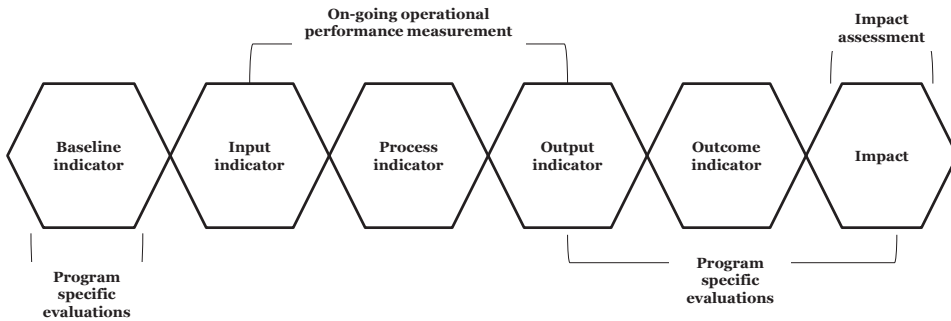 On-going operational
performance measurement
Impact
assessment
Baseline
indicator
Input
indicator
Process
indicator
Output
indicator
Outcome
indicator
Impact
Program
specific
evaluations
Program
specific
evaluations